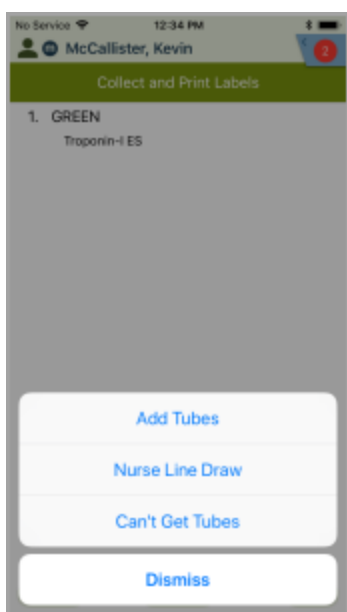 No Service 12:34 PM
McCallister, Kevin
2
Collect and Print Labels
1. GREEN
Troponin-I ES
Add Tubes
Nurse Line Draw
Can't Get Tubes
Dismiss